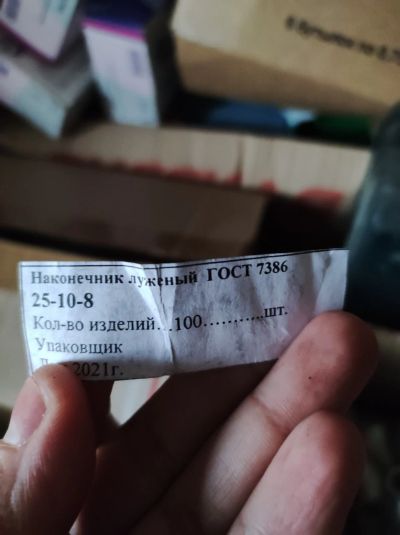 Наконечник луженый ГОСТ 7386
25-10-8
Кол-во изделий...100...........шт.
Упаковщик
2021г.